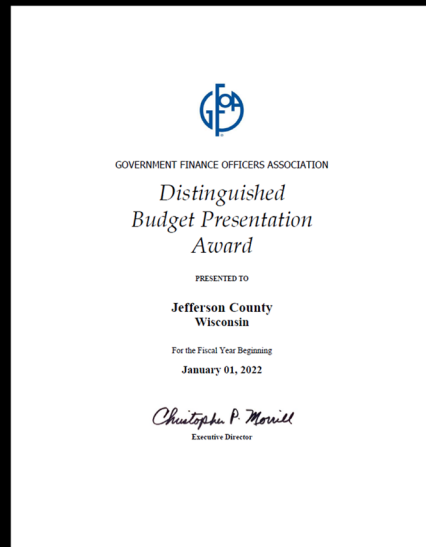 GFOA
GOVERNMENT FINANCE OFFICERS ASSOCIATION
Distinguished
Budget Presentation
Award
PRESENTED TO
Jefferson County
Wisconsin
For the Fiscal Year Beginning
January 01, 2022
Christopher P. Morrill
Executive Director